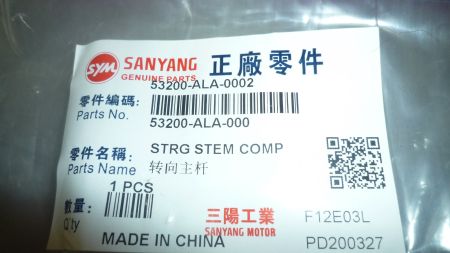 SYM SANYANG 正廠零件
GENUINE PARTS
53200-ALA-0002
零件編碼:
Parts No.
53200-ALA-000
零件名稱: STRG STEM COMP
Parts Name 转向主杆
1 PCS
數量:
Q'ty
三陽工業 F12E03L
SANYANG MOTOR
MADE IN CHINA PD200327